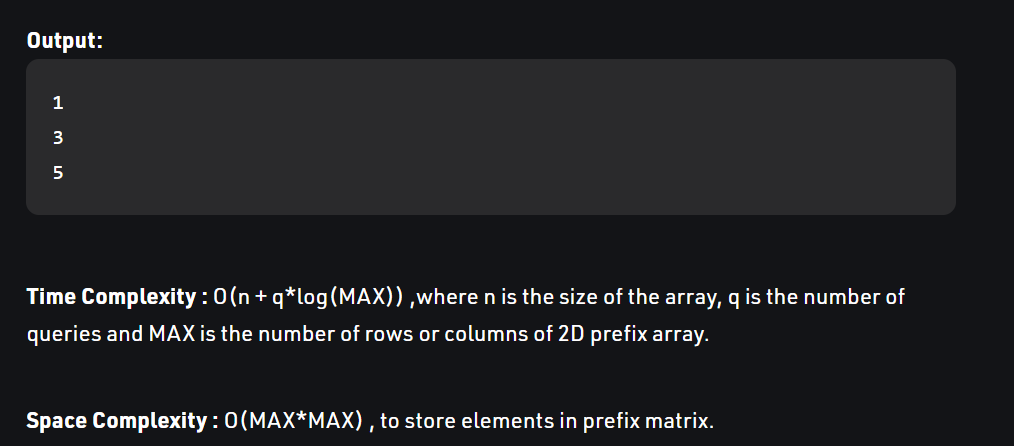 Output:
1
3
5
Time Complexity : O(n + q*log(MAX)) ,where n is the size of the array, q is the number of
queries and MAX is the number of rows or columns of 2D prefix array.
Space Complexity : O(MAX*MAX) , to store elements in prefix matrix.